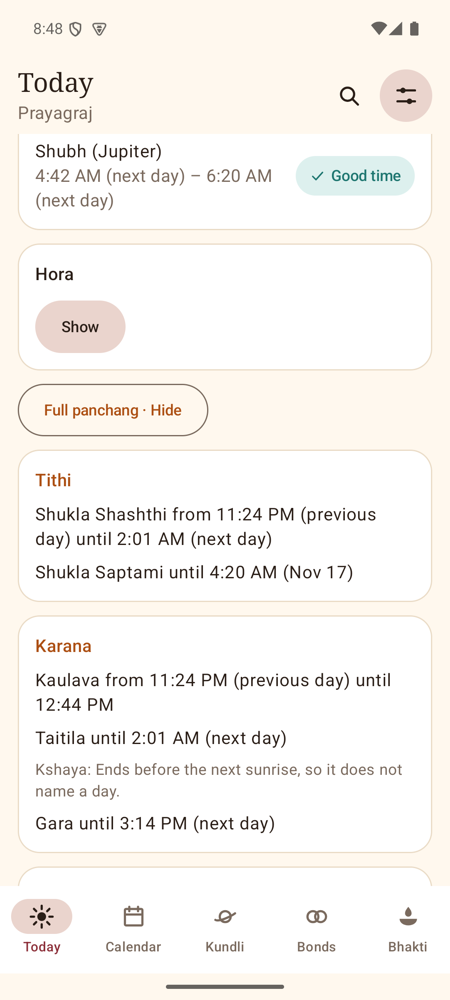 8:48
Today
Prayagraj
Shubh (Jupiter)
4:42 AM (next day) – 6:20 AM
(next day)
Good time
Hora
Show
Full panchang · Hide
Tithi
Shukla Shashthi from 11:24 PM (previous
day) until 2:01 AM (next day)
Shukla Saptami until 4:20 AM (Nov 17)
Karana
Kaulava from 11:24 PM (previous day) until
12:44 PM
Taitila until 2:01 AM (next day)
Kshaya: Ends before the next sunrise, so it does not
name a day.
Gara until 3:14 PM (next day)
Today
Calendar
Kundli
Bonds
Bhakti